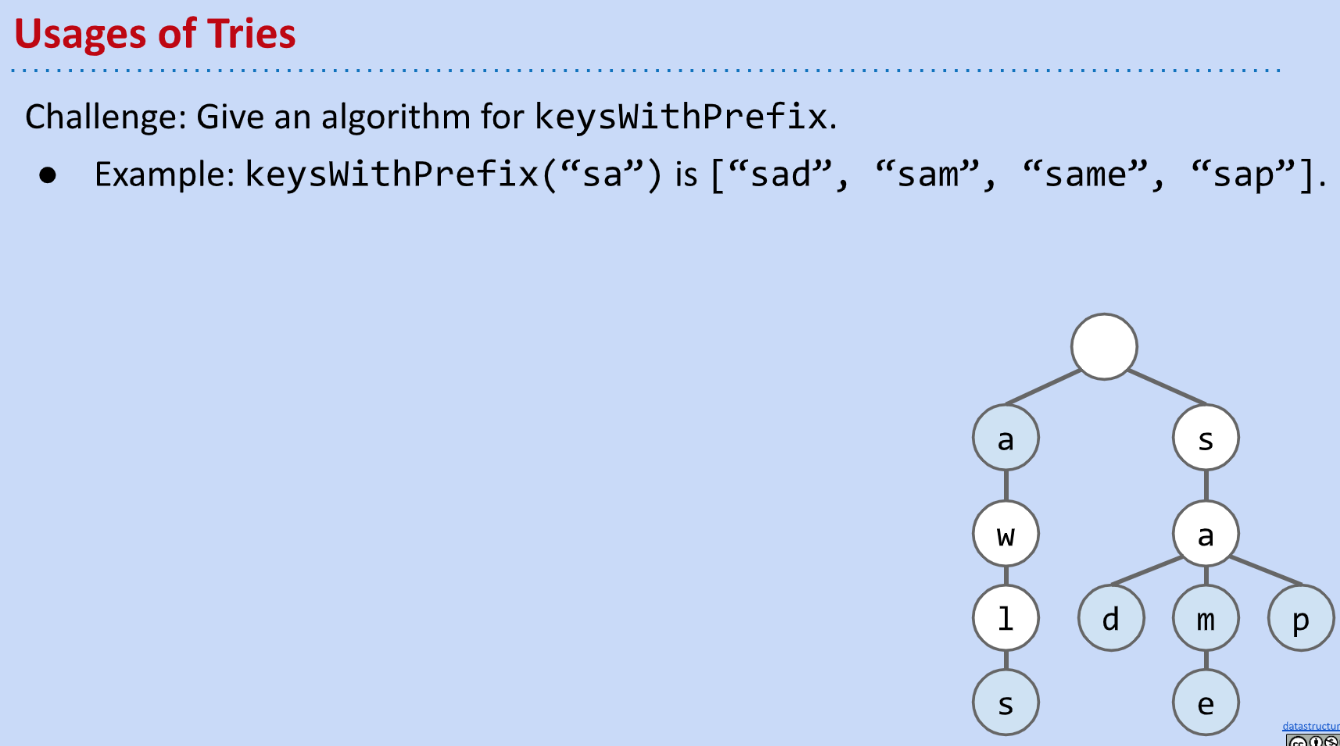 Usages of Tries
Challenge: Give an algorithm for keysWithPrefix.
● Example: keysWithPrefix(“sa”) is [“sad”, “sam”, “same”, “sap”].
a s
w a
l d m p
s e
datastructur